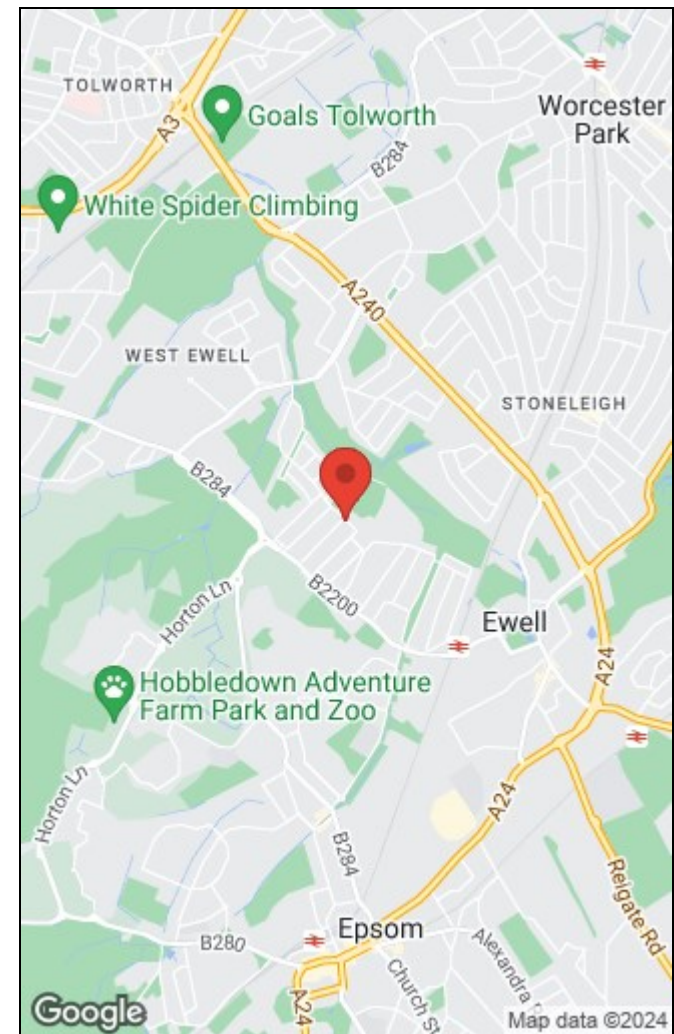 TOLWORTH
A3
Goals Tolworth
B284
Worcester
Park
White Spider Climbing
A240
WEST EWELL
STONELEIGH
B284
Horton Ln
B2200
Ewell
A24
Hobbledown Adventure
Farm Park and Zoo
Horton Ln
A24
B284
Reigate Rd
Epsom
B280
Alexandra
A24
Church St
Google
Map data ©2024